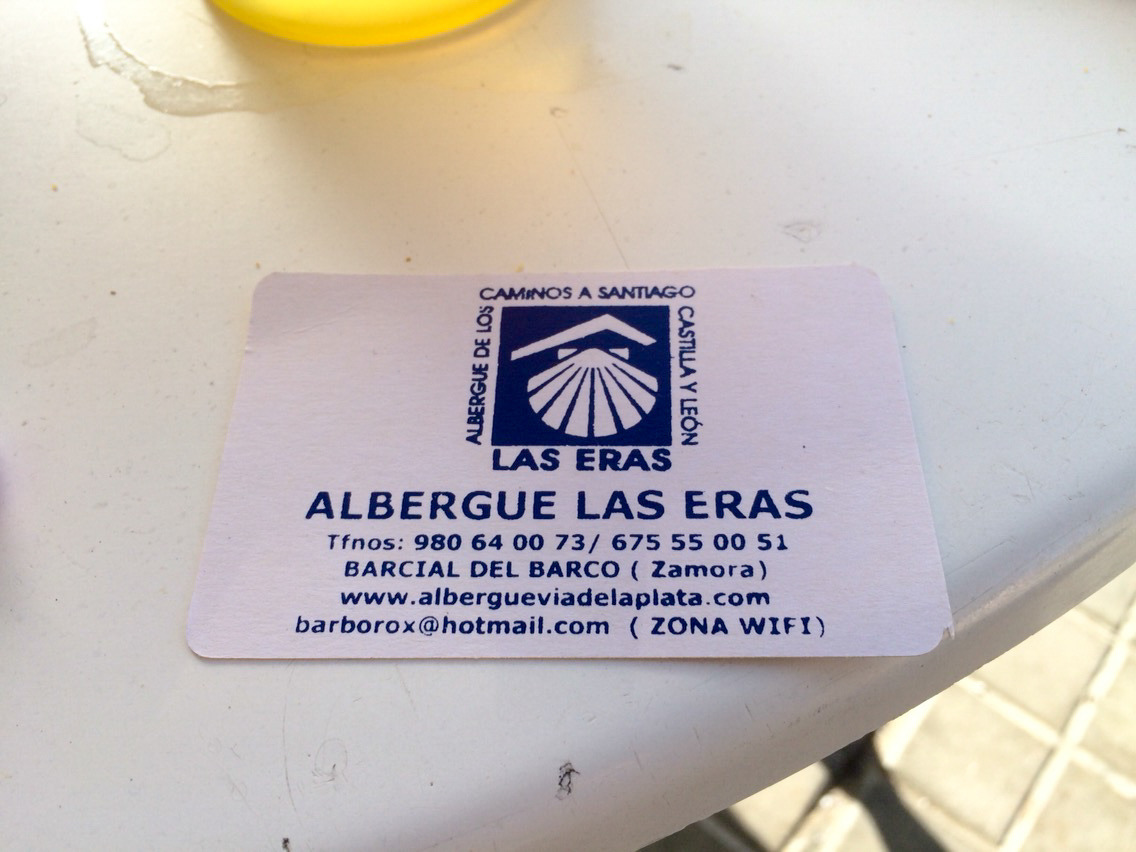 CAMINOS A SANTIAGO
ALBERGUE DE LOS
CASTILLA Y LEÓN
LAS ERAS
ALBERGUE LAS ERAS
Tfnos: 980 64 00 73/ 675 55 00 51
BARCIAL DEL BARCO ( Zamora)
www.albergueviadelaplata.com
barborox@hotmail.com ( ZONA WIFI)